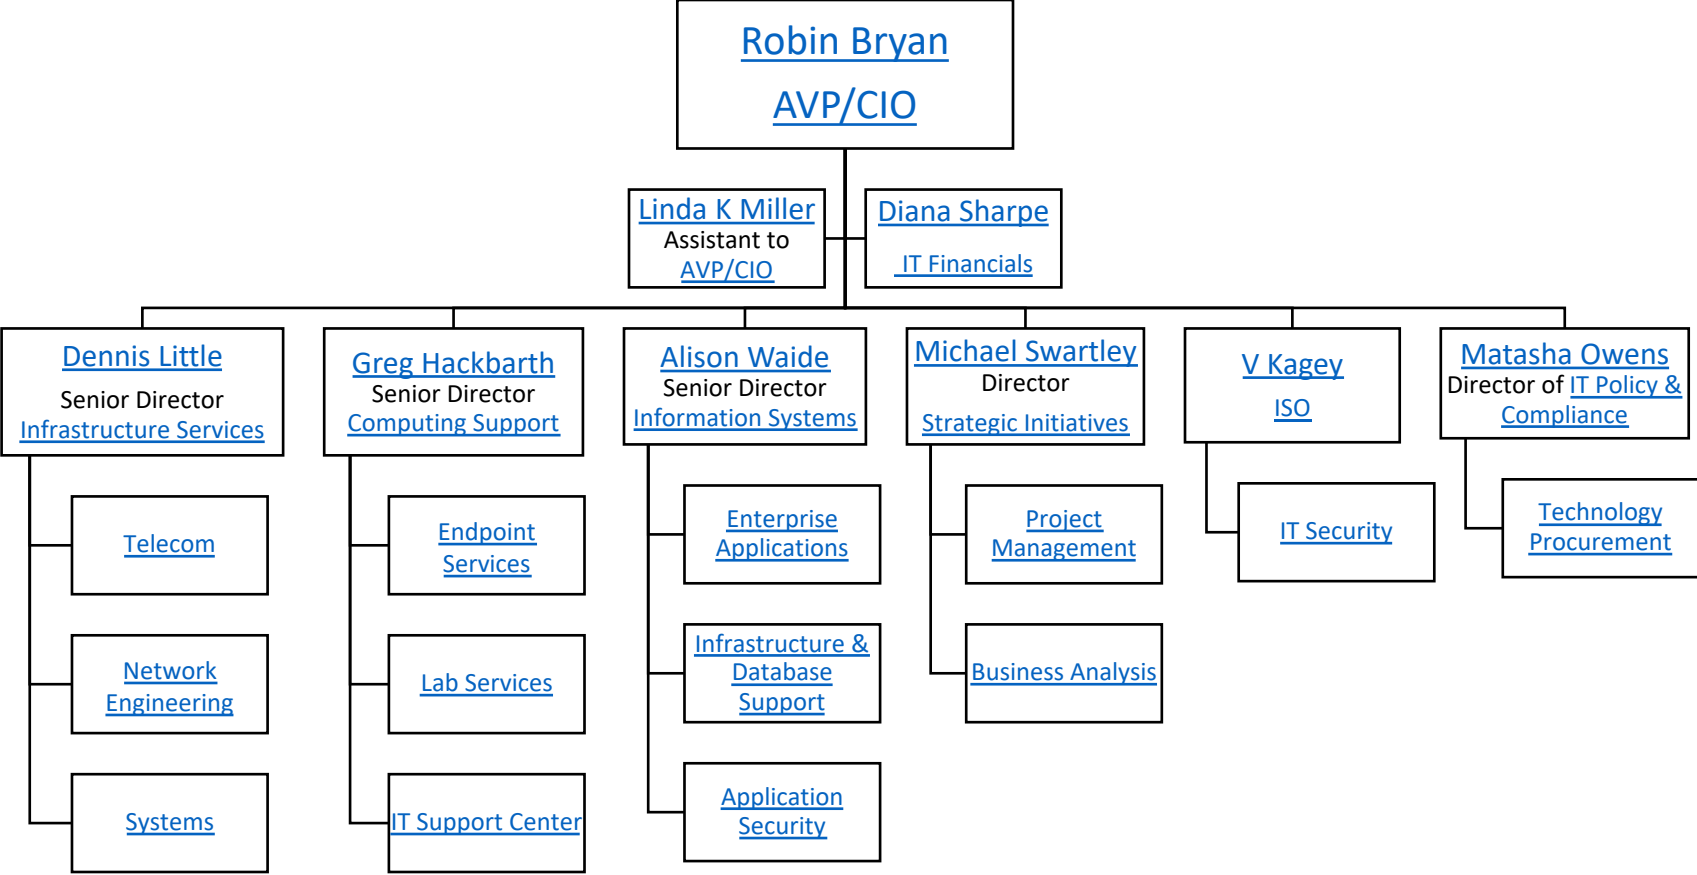 Robin Bryan
AVP/CIO
Linda K Miller
Assistant to
AVP/CIO
Diana Sharpe
IT Financials
Dennis Little
Senior Director
Infrastructure Services
Greg Hackbarth
Senior Director
Computing Support
Alison Waide
Senior Director
Information Systems
Michael Swartley
Director
Strategic Initiatives
V Kagey
ISO
Matasha Owens
Director of IT Policy &
Compliance
Telecom
Network
Engineering
Systems
Endpoint
Services
Lab Services
IT Support Center
Enterprise
Applications
Infrastructure &
Database
Support
Application
Security
Project
Management
Business Analysis
IT Security
Technology
Procurement